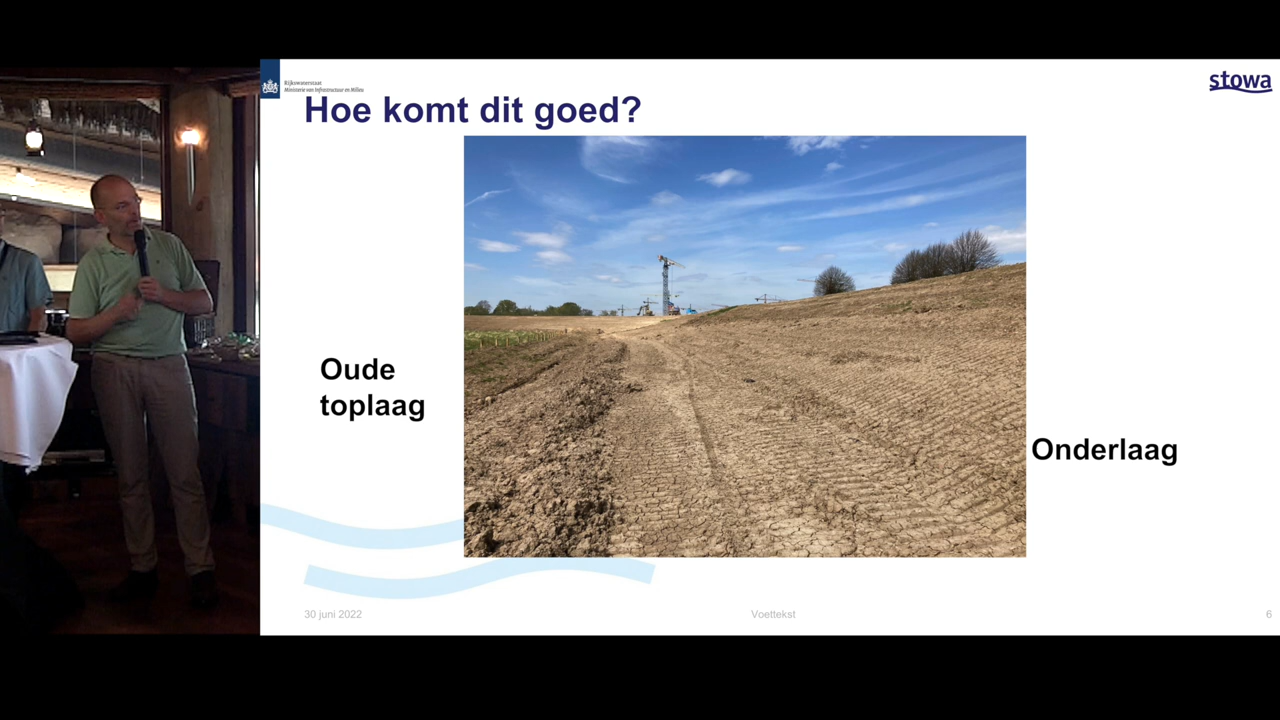 Rijkswaterstaat
Ministerie van Infrastructuur en Milieu
stowa
Hoe komt dit goed?
Oude
toplaag
Onderlaag
30 juni 2022
Voettekst
6